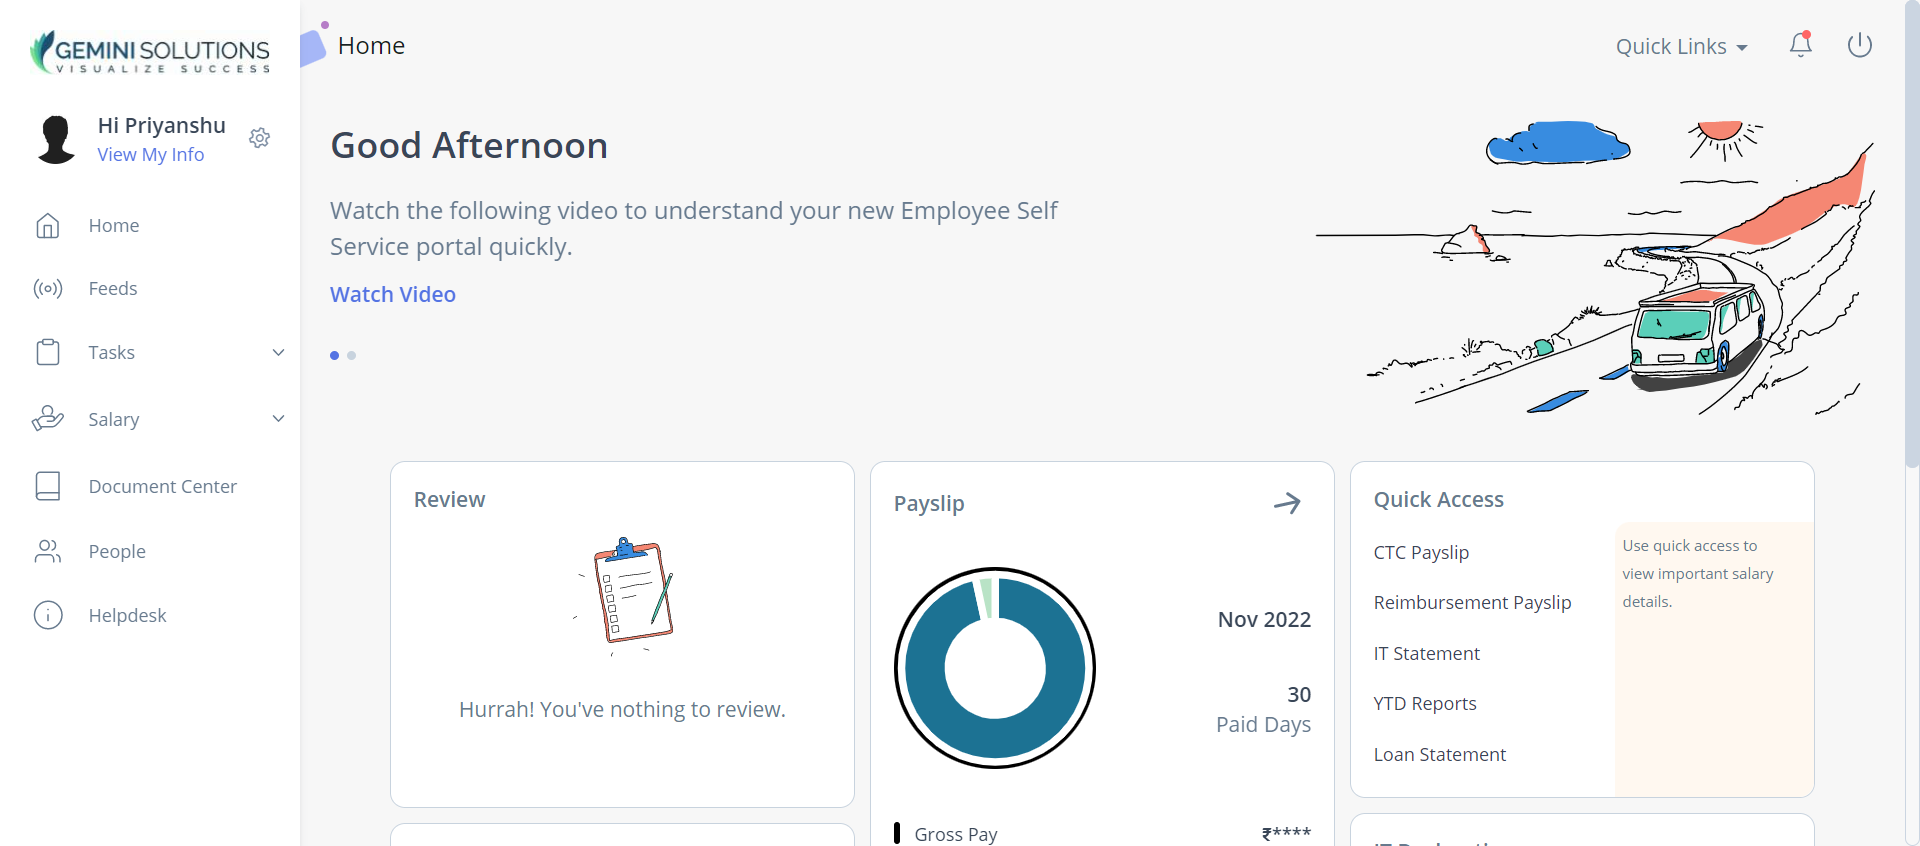 GEMINI SOLUTIONS
VISUALIZE SUCCESS
Hi Priyanshu
View My Info
Home
Feeds
Tasks
Salary
Document Center
People
Helpdesk
Home
Quick Links
Good Afternoon
Watch the following video to understand your new Employee Self
Service portal quickly.
Watch Video
Review
Hurrah! You've nothing to review.
Payslip
Nov 2022
30
Paid Days
Gross Pay
₹****
Quick Access
CTC Payslip
Reimbursement Payslip
IT Statement
YTD Reports
Loan Statement
Use quick access to
view important salary
details.